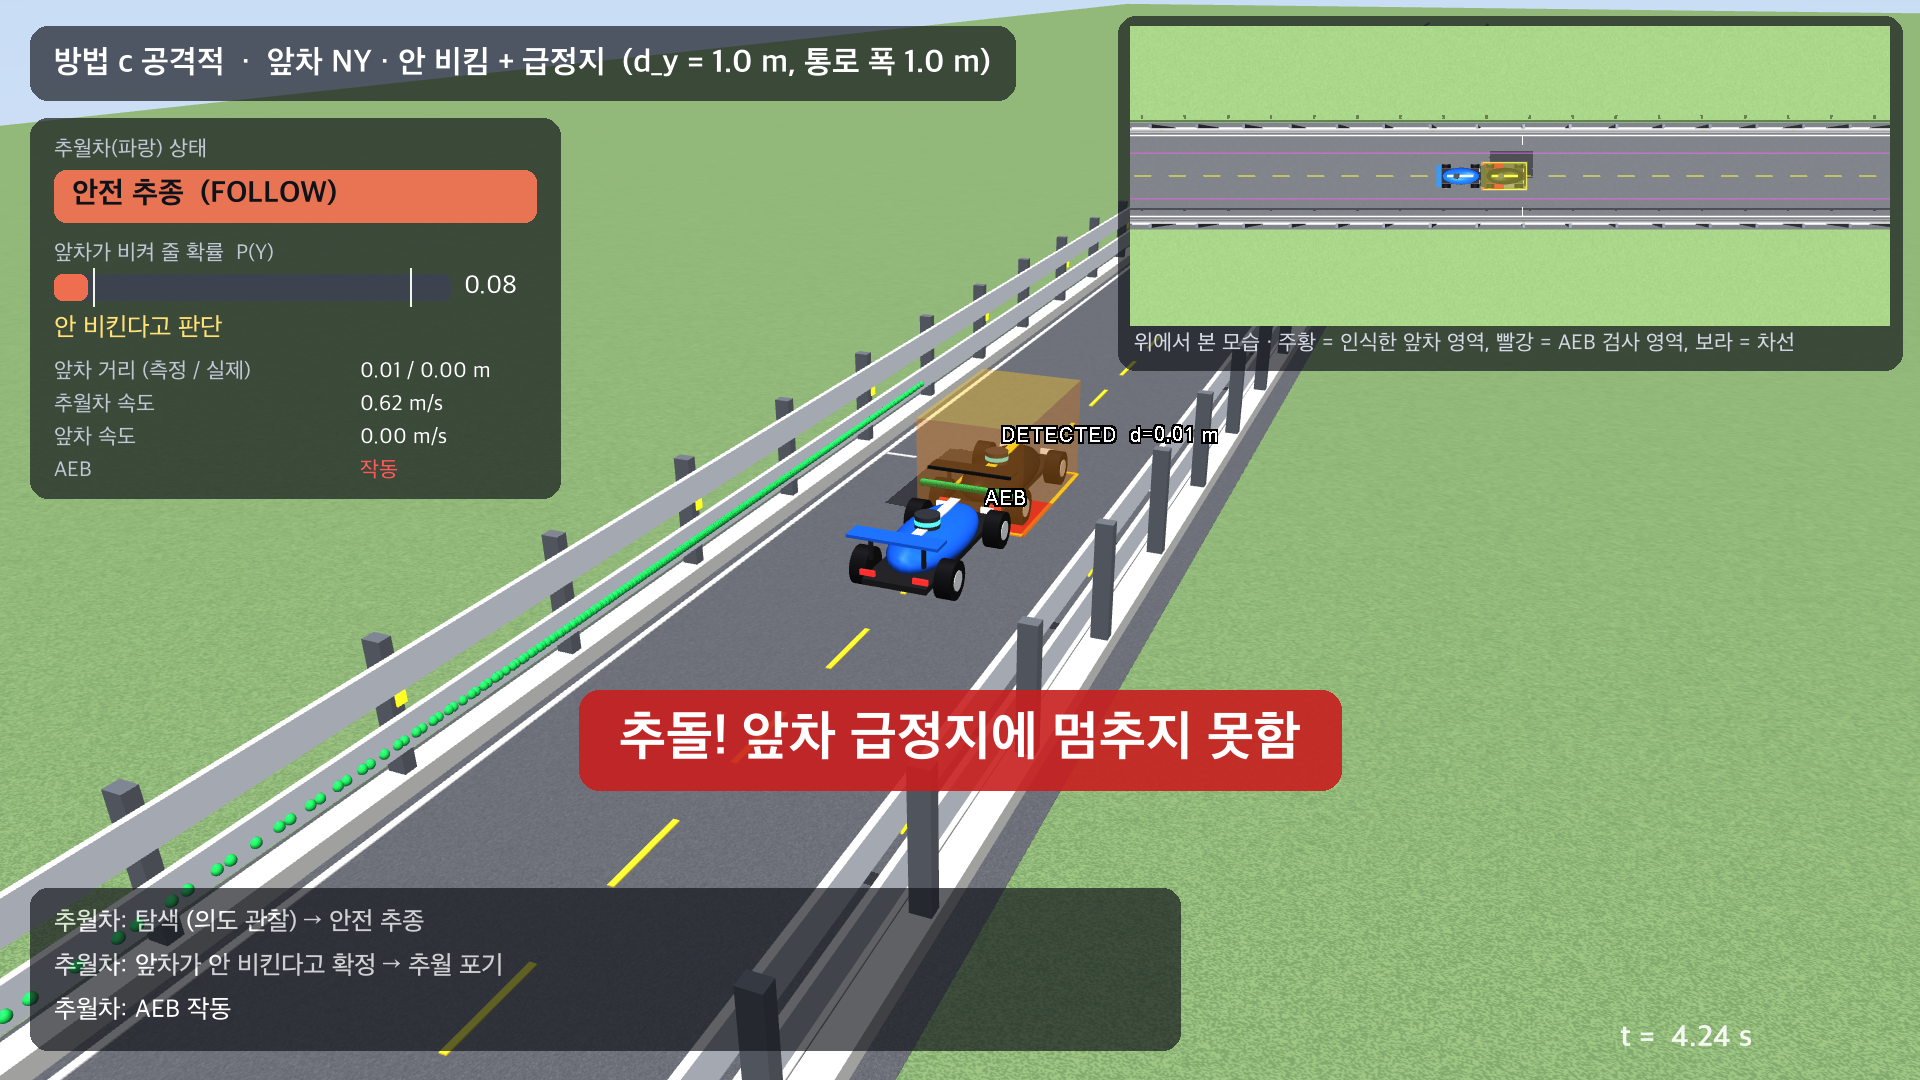 방법 c 공격적 · 앞차 NY · 안 비킴 + 급정지 (d_y = 1.0 m, 통로 폭 1.0 m)
추월차(파랑) 상태
안전 추종 (FOLLOW)
앞차가 비켜 줄 확률 P(Y)
0.08
안 비킨다고 판단
앞차 거리 (측정 / 실제) 0.01 / 0.00 m
추월차 속도 0.62 m/s
앞차 속도 0.00 m/s
AEB 작동
위에서 본 모습 · 주황 = 인식한 앞차 영역, 빨강 = AEB 검사 영역, 보라 = 차선
DETECTED d=0.01 m
AEB
추돌! 앞차 급정지에 멈추지 못함
추월차: 탐색 (의도 관찰) → 안전 추종
추월차: 앞차가 안 비킨다고 확정 → 추월 포기
추월차: AEB 작동
t = 4.24 s